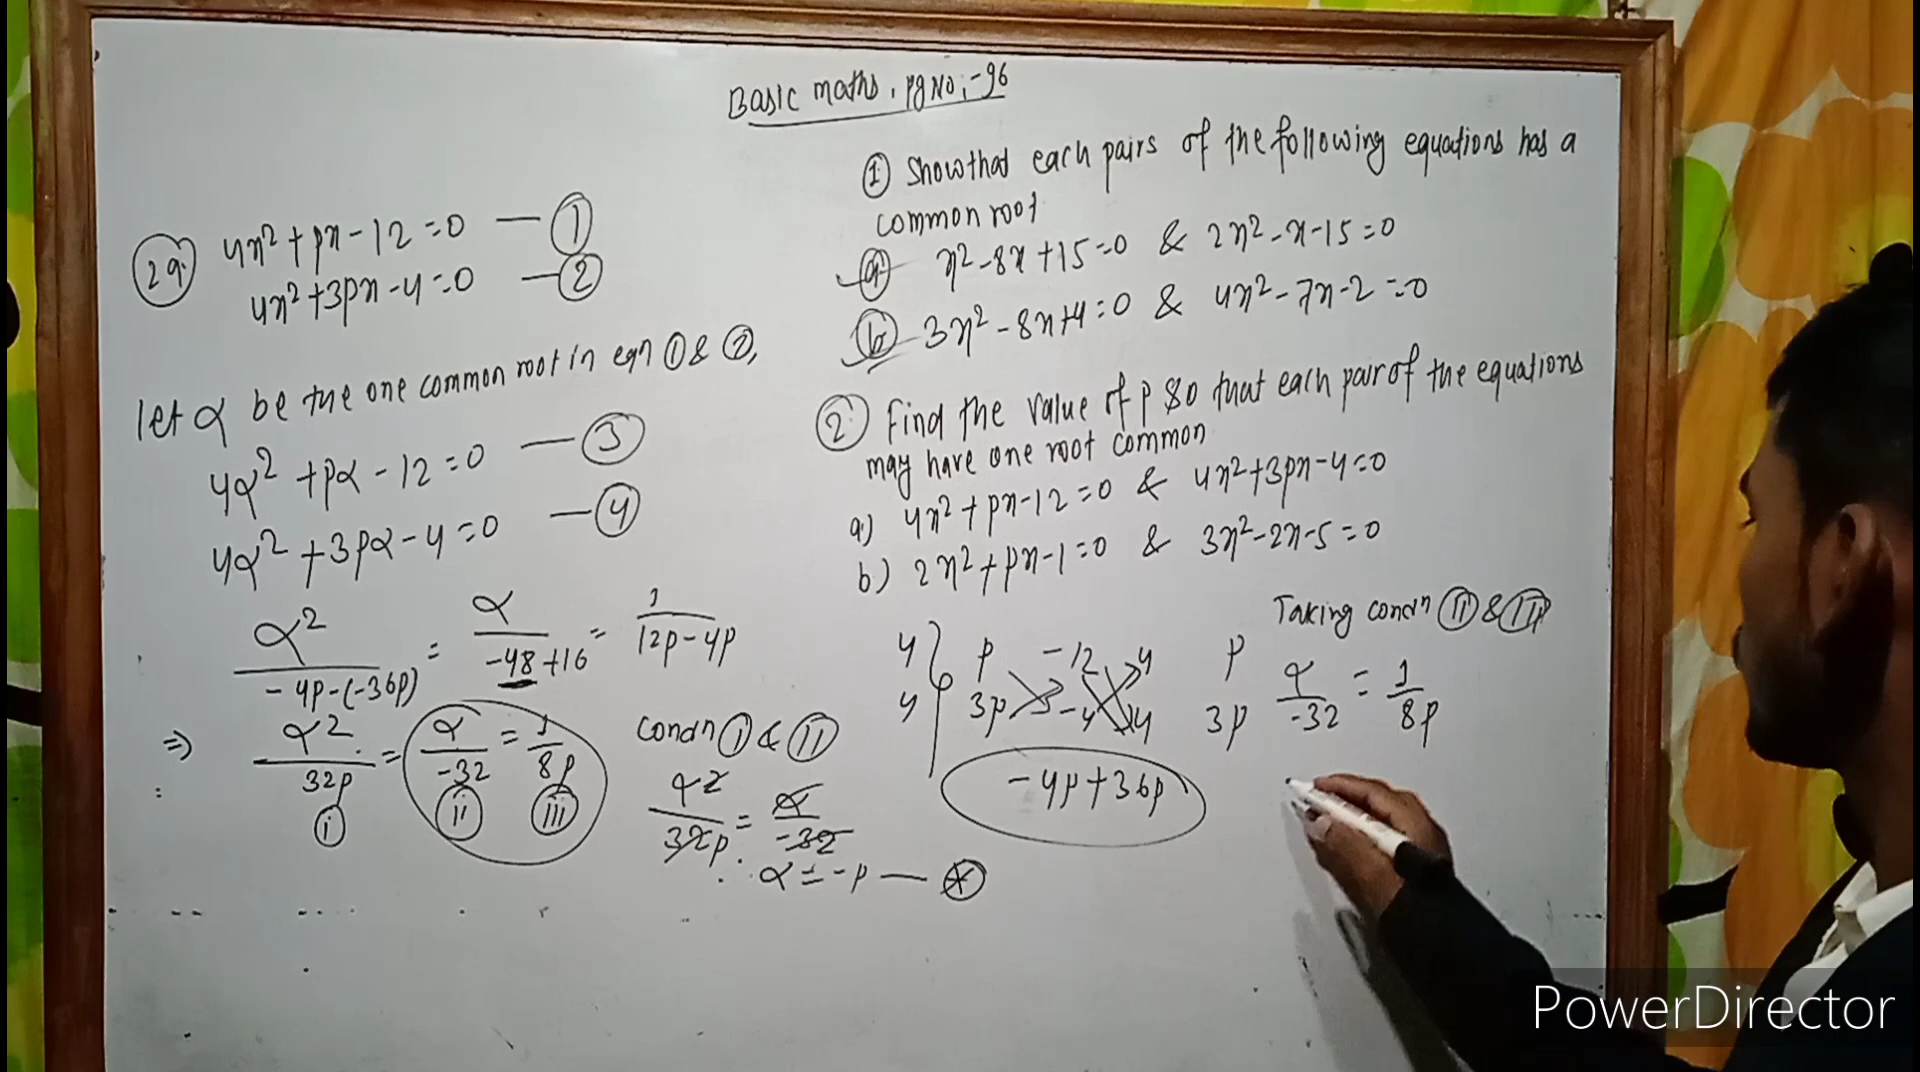 Basic maths, pg No:-96
① Show that each pairs of the following equations has a
common root
a) x²-8x+15=0 & 2x²-x-15=0
b) 3x²-8x+4=0 & 4x²-7x-2=0
② Find the value of p so that each pair of the equations
may have one root common
a) 4x²+px-12=0 & 4x²+3px-4=0
b) 2x²+px-1=0 & 3x²-2x-5=0
2a. 4x²+px-12=0 — ①
4x²+3px-4=0 — ②
let α be the one common root in eqn ① & ②,
4α²+pα-12=0 — ③
4α²+3pα-4=0 — ④
α²/-4p-(-36p) = α/-48+16 = 1/12p-4p
⇒ α²/32p = α/-32 = 1/8p
i ii iii
condn ⓘ & ⓘⓘ
α²/32p = α/-32
∴ α=-p — *
4 p -12 4 p
4 3p -4 4 3p
-4p+36p
Taking condn II & III
α/-32 = 1/8p
PowerDirector